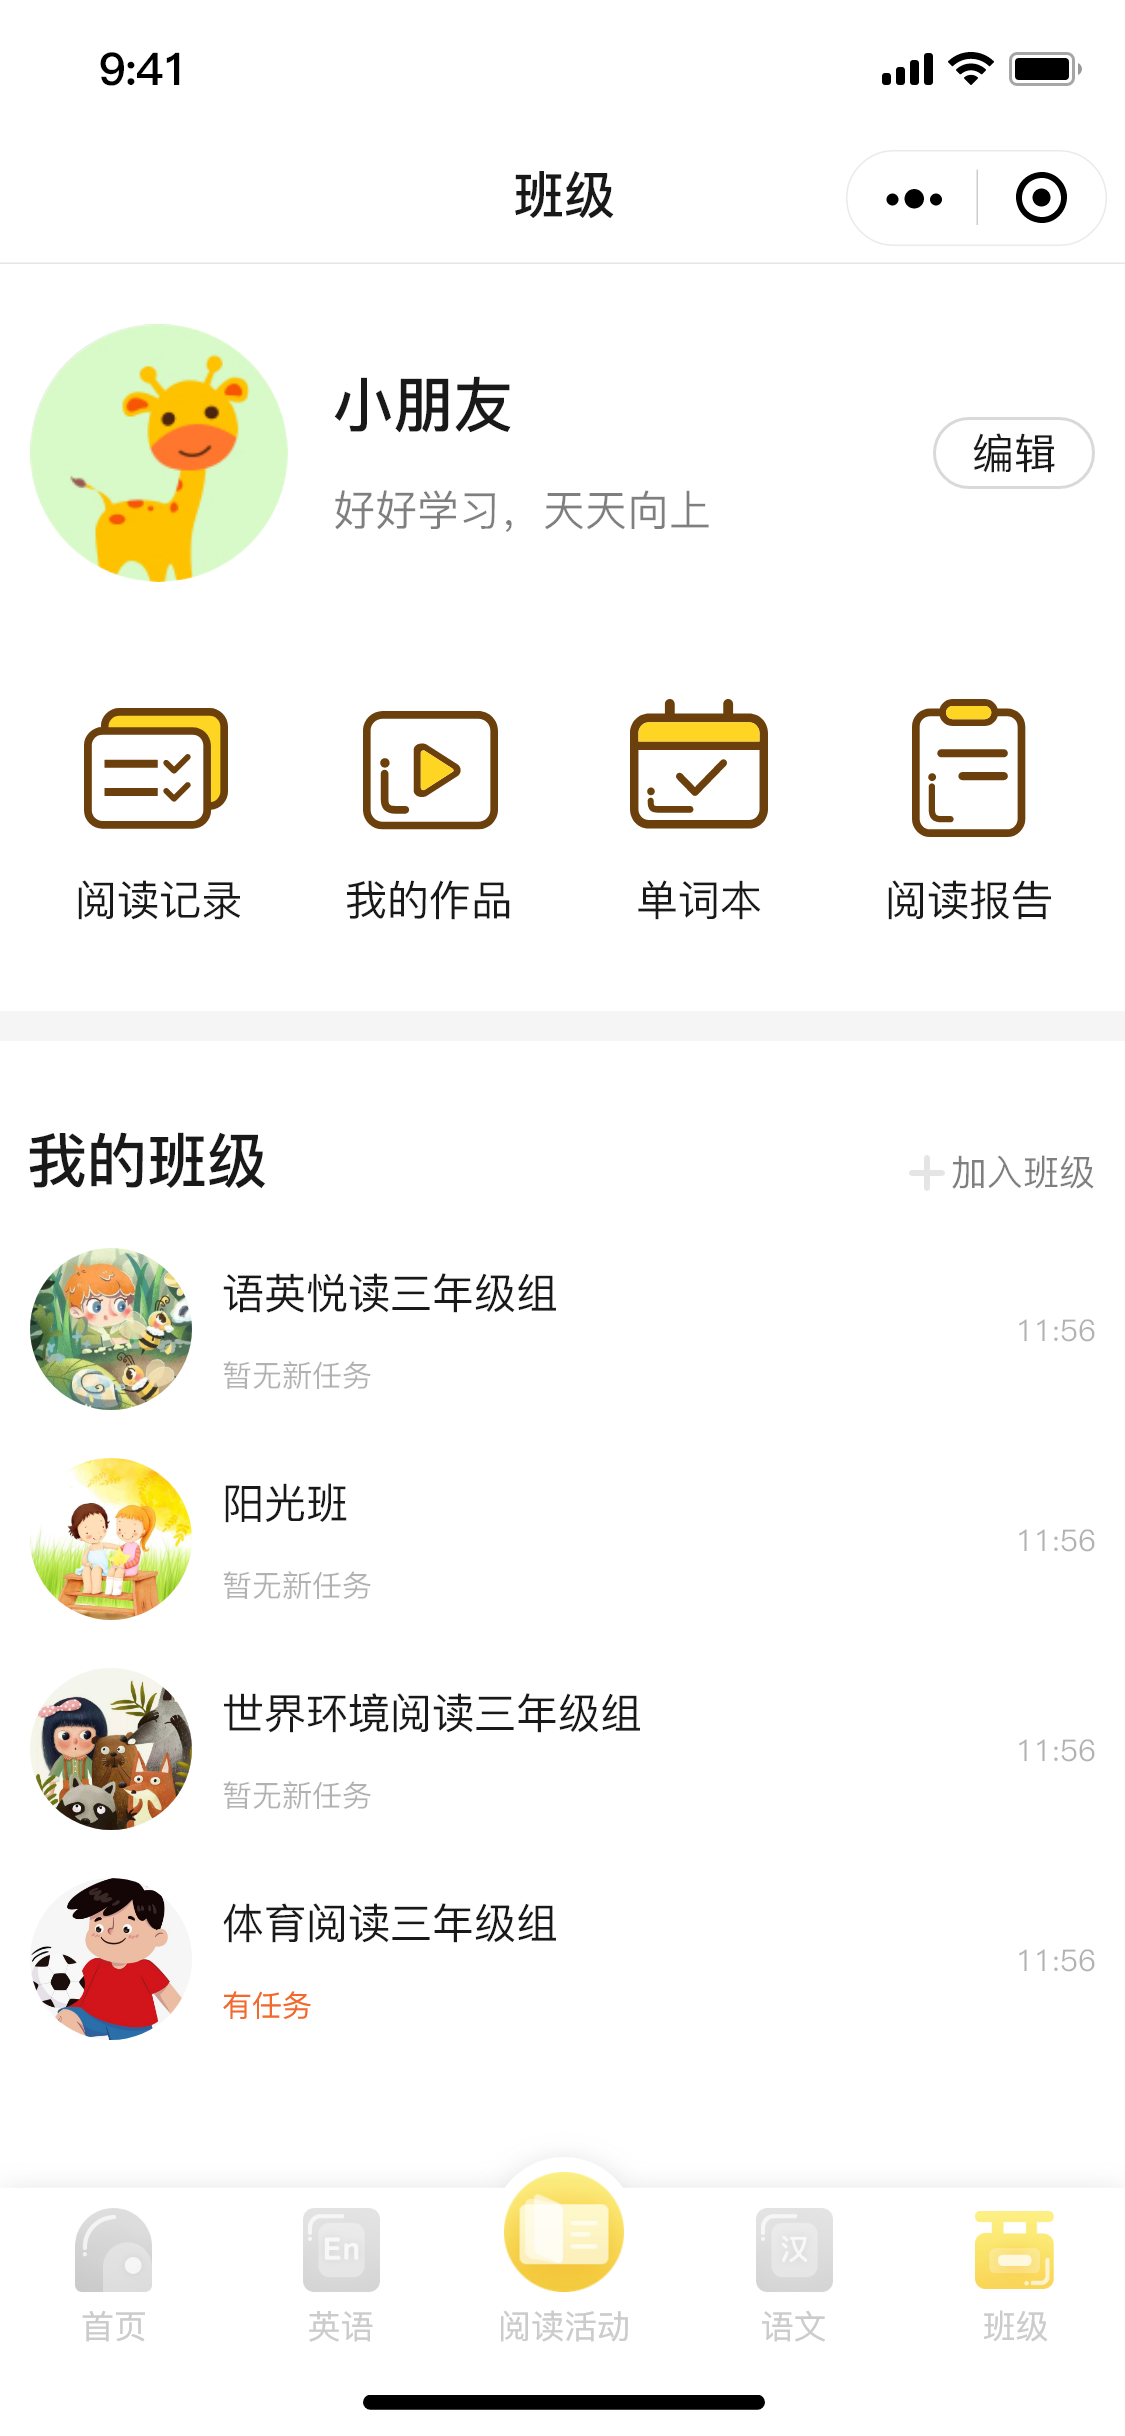 9:41
班级
小朋友
编辑
好好学习，天天向上
阅读记录 我的作品 单词本 阅读报告
我的班级
加入班级
语英悦读三年级组
11:56
暂无新任务
阳光班
11:56
暂无新任务
世界环境阅读三年级组
11:56
暂无新任务
体育阅读三年级组
11:56
有任务
En
汉
首页 英语 阅读活动 语文 班级